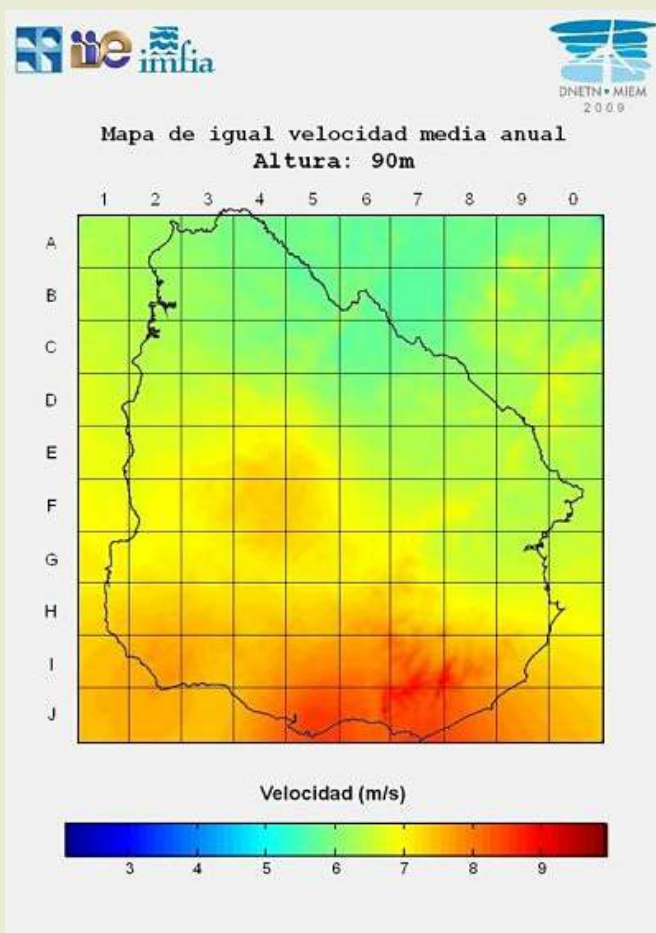 iie
imfia
DNETN • MIEM
2009
Mapa de igual velocidad media anual
Altura: 90m
1 2 3 4 5 6 7 8 9 0
A
B
C
D
E
F
G
H
I
J
Velocidad (m/s)
3 4 5 6 7 8 9